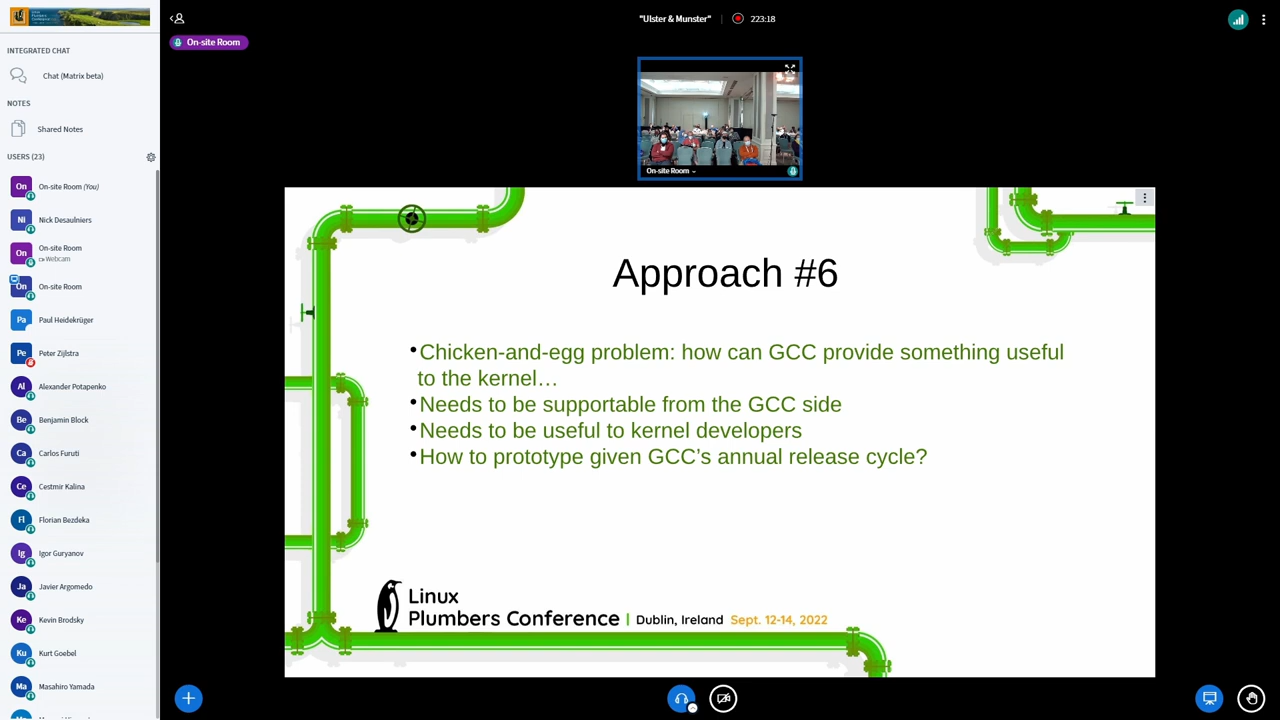 "Ulster & Munster"
223:18
On-site Room
INTEGRATED CHAT
Chat (Matrix beta)
NOTES
Shared Notes
USERS (23)
On
On-site Room (You)
Ni
Nick Desaulniers
On
On-site Room
Webcam
On
On-site Room
Pa
Paul Heidekrüger
Pe
Peter Zijlstra
Al
Alexander Potapenko
Be
Benjamin Block
Ca
Carlos Furuti
Ce
Cestmir Kalina
Fl
Florian Bezdeka
Ig
Igor Guryanov
Ja
Javier Argomedo
Ke
Kevin Brodsky
Ku
Kurt Goebel
Ma
Masahiro Yamada
On-site Room
Approach #6
•Chicken-and-egg problem: how can GCC provide something useful
to the kernel…
•Needs to be supportable from the GCC side
•Needs to be useful to kernel developers
•How to prototype given GCC’s annual release cycle?
Linux
Plumbers Conference | Dublin, Ireland Sept. 12-14, 2022